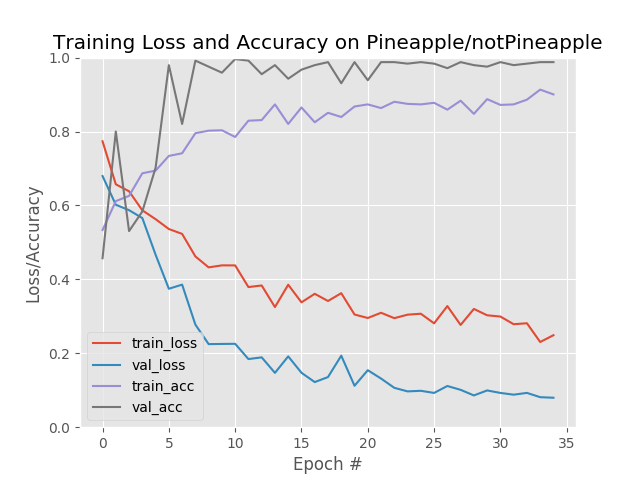 Training Loss and Accuracy on Pineapple/notPineapple
1.0
0.8
0.6
0.4
0.2
0.0
Loss/Accuracy
train_loss
val_loss
train_acc
val_acc
0 5 10 15 20 25 30 35
Epoch #